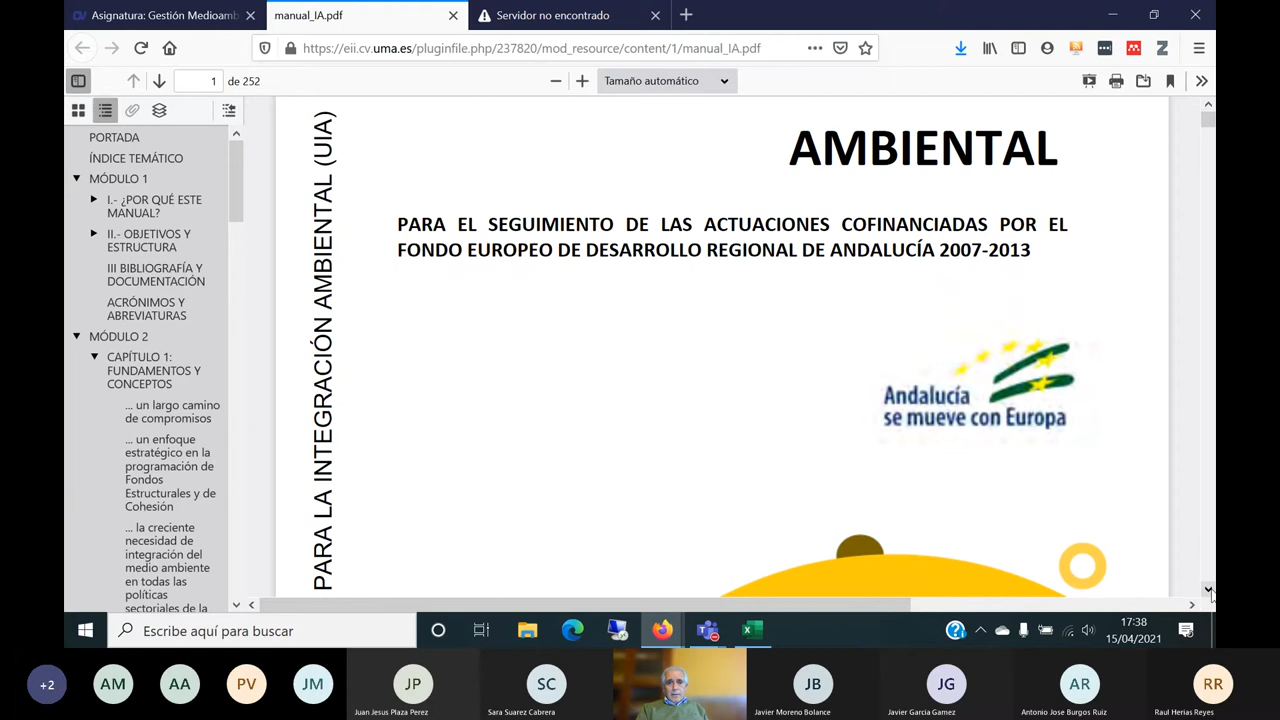 Asignatura: Gestión Medioamb
manual_IA.pdf
Servidor no encontrado
https://eii.cv.uma.es/pluginfile.php/237820/mod_resource/content/1/manual_IA.pdf
1
de 252
Tamaño automático
PORTADA
ÍNDICE TEMÁTICO
MÓDULO 1
I.- ¿POR QUÉ ESTE
MANUAL?
II.- OBJETIVOS Y
ESTRUCTURA
III BIBLIOGRAFÍA Y
DOCUMENTACIÓN
ACRÓNIMOS Y
ABREVIATURAS
MÓDULO 2
CAPÍTULO 1:
FUNDAMENTOS Y
CONCEPTOS
... un largo camino
de compromisos
... un enfoque
estratégico en la
programación de
Fondos
Estructurales y de
Cohesión
... la creciente
necesidad de
integración del
medio ambiente
en todas las
políticas
sectoriales de la
PARA LA INTEGRACIÓN AMBIENTAL (UIA)
AMBIENTAL
PARA EL SEGUIMIENTO DE LAS ACTUACIONES COFINANCIADAS POR EL
FONDO EUROPEO DE DESARROLLO REGIONAL DE ANDALUCÍA 2007-2013
Andalucía
se mueve con Europa
Escribe aquí para buscar
17:38
15/04/2021
+2
AM
AA
PV
JM
JP
Juan Jesus Plaza Perez
SC
Sara Suarez Cabrera
JB
Javier Moreno Bolance
JG
Javier Garcia Gamez
AR
Antonio Jose Burgos Ruiz
RR
Raul Herias Reyes